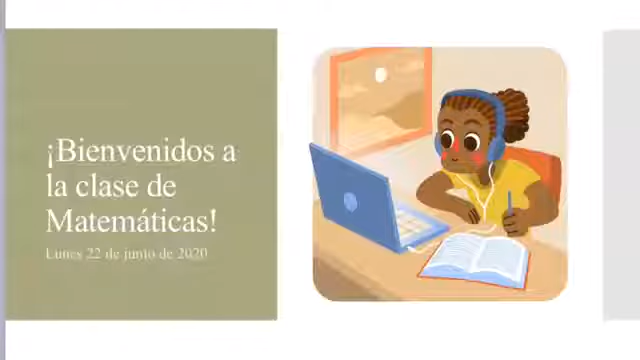 ¡Bienvenidos a
la clase de
Matemáticas!
Lunes 22 de junio de 2020